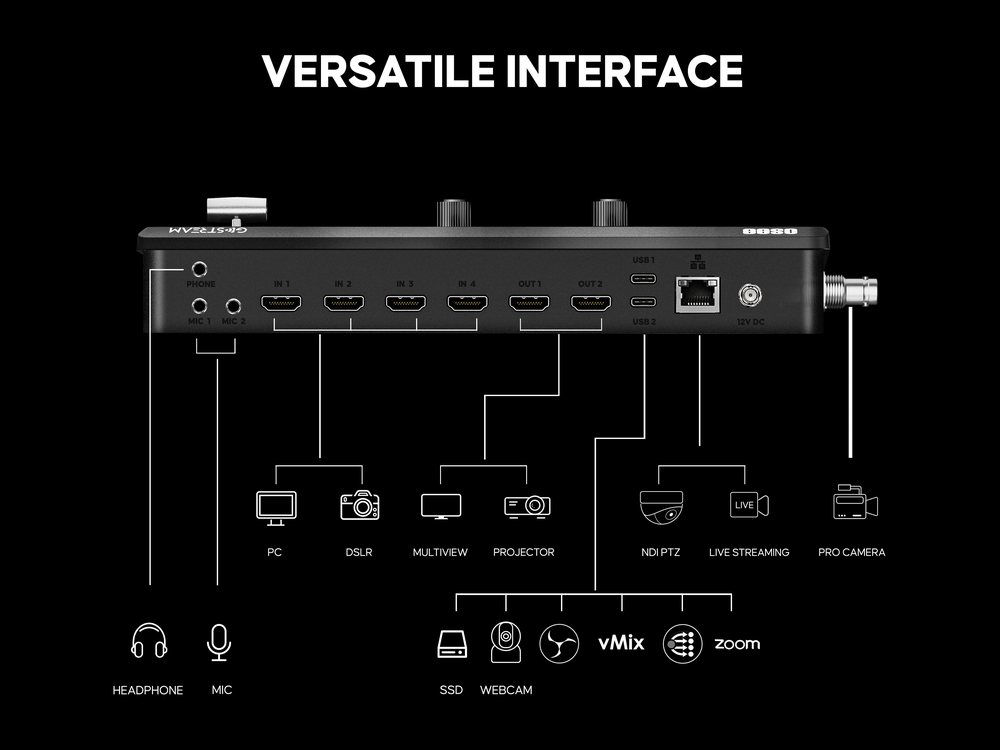 VERSATILE INTERFACE
G-STREAM
PHONE
MIC 1
MIC 2
IN 1
IN 2
IN 3
IN 4
OUT 1
OUT 2
USB 1
USB 2
12V DC
PC
DSLR
MULTIVIEW
PROJECTOR
NDI PTZ
LIVE
LIVE STREAMING
PRO CAMERA
vMix
zoom
HEADPHONE
MIC
SSD
WEBCAM